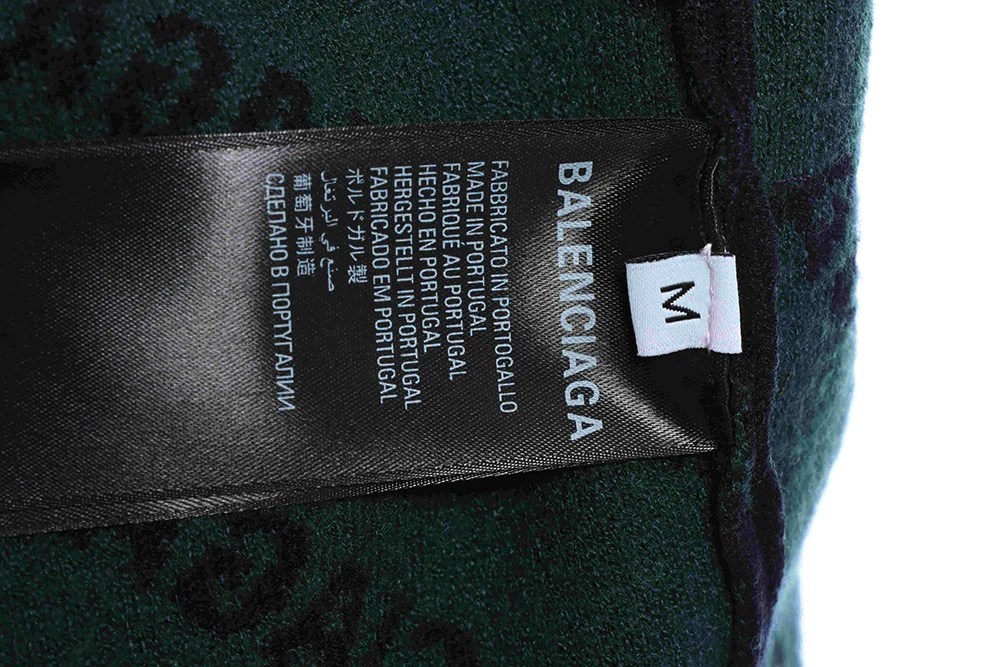 M
BALENCIAGA
FABBRICATO IN PORTOGALLO
MADE IN PORTUGAL
FABRIQUÉ AU PORTUGAL
HECHO EN PORTUGAL
HERGESTELLT IN PORTUGAL
FABRICADO EM PORTUGAL
ポルトガル製
صنع في البرتغال
葡萄牙制造
СДЕЛАНО В ПОРТУГАЛИИ